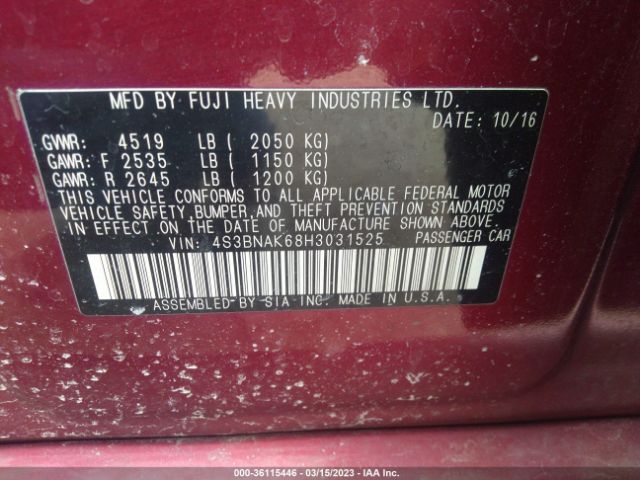 MFD BY FUJI HEAVY INDUSTRIES LTD.
DATE: 10/16
GVWR: 4519 LB ( 2050 KG)
GAWR: F 2535 LB ( 1150 KG)
GAWR: R 2645 LB ( 1200 KG)
THIS VEHICLE CONFORMS TO ALL APPLICABLE FEDERAL MOTOR
VEHICLE SAFETY, BUMPER, AND THEFT PREVENTION STANDARDS
IN EFFECT ON THE DATE OF MANUFACTURE SHOWN ABOVE.
VIN: 4S3BNAK68H3031525 PASSENGER CAR
ASSEMBLED BY SIA INC. MADE IN U.S.A.
000-36115446 - 03/15/2023 - IAA Inc.